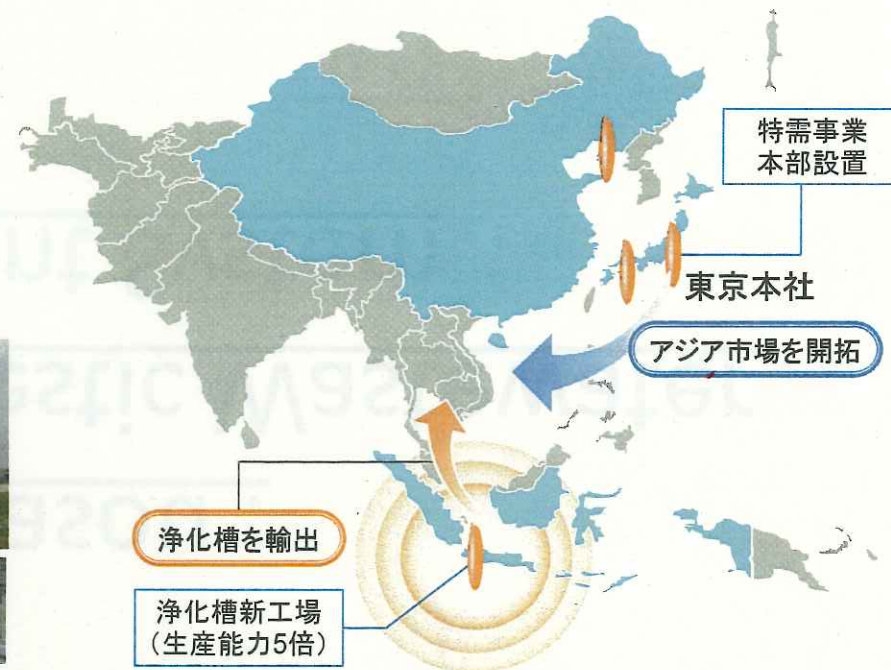 特需事業
本部設置
東京本社
アジア市場を開拓
浄化槽を輸出
浄化槽新工場
(生産能力5倍)